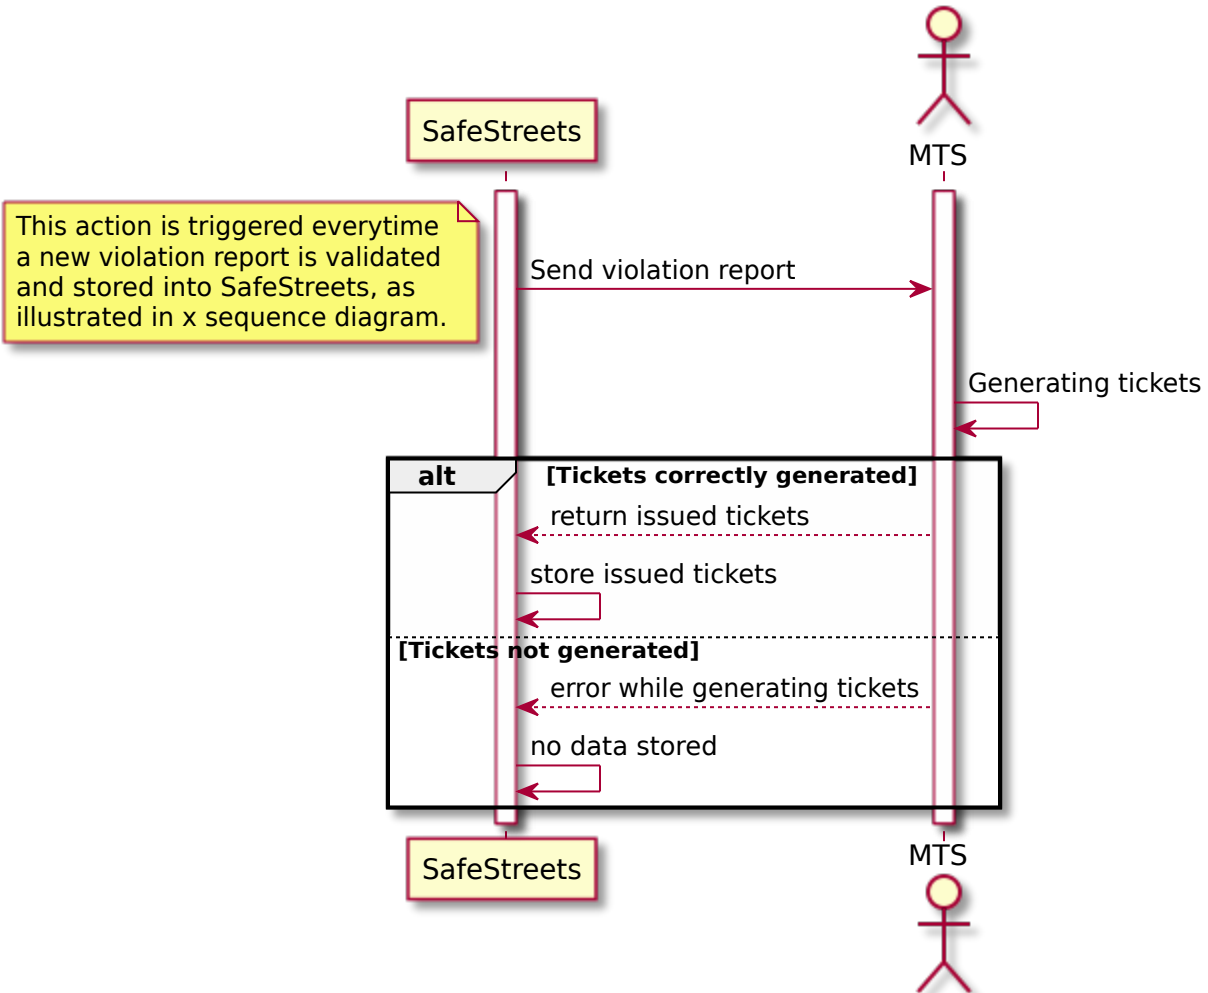 SafeStreets
MTS
This action is triggered everytime
a new violation report is validated
and stored into SafeStreets, as
illustrated in x sequence diagram.
Send violation report
Generating tickets
alt
[Tickets correctly generated]
return issued tickets
store issued tickets
[Tickets not generated]
error while generating tickets
no data stored
SafeStreets
MTS